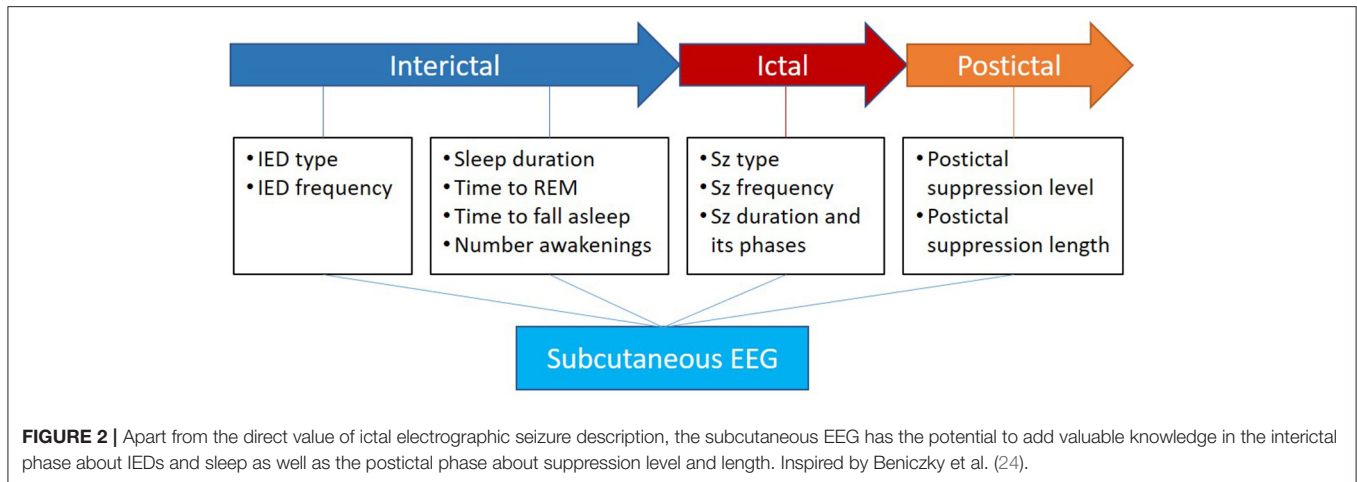 Interictal
Ictal
Postictal
• IED type
• IED frequency
• Sleep duration
• Time to REM
• Time to fall asleep
• Number awakenings
• Sz type
• Sz frequency
• Sz duration and
its phases
• Postictal
suppression level
• Postictal
suppression length
Subcutaneous EEG
FIGURE 2 | Apart from the direct value of ictal electrographic seizure description, the subcutaneous EEG has the potential to add valuable knowledge in the interictal
phase about IEDs and sleep as well as the postictal phase about suppression level and length. Inspired by Beniczky et al. (24).